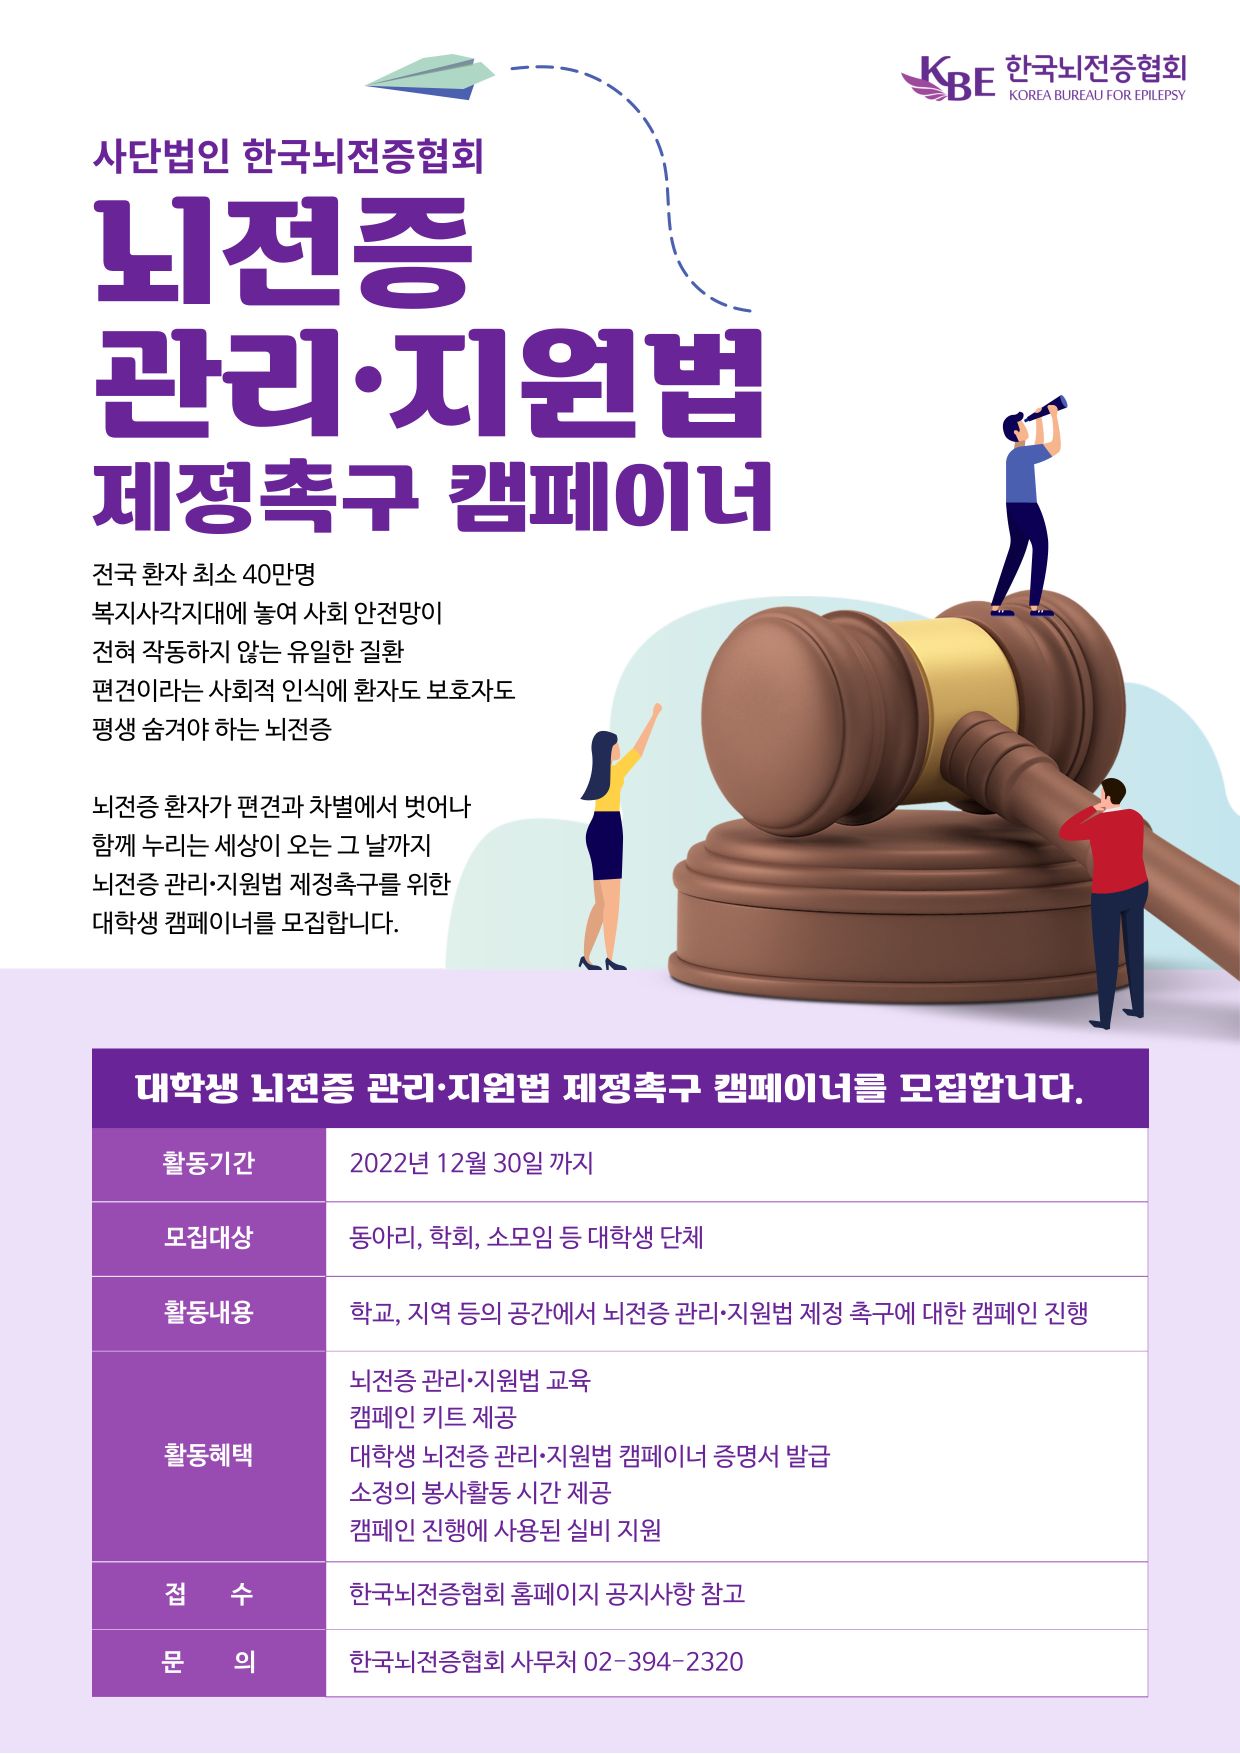 KBE 한국뇌전증협회
KOREA BUREAU FOR EPILEPSY
사단법인 한국뇌전증협회
뇌전증
관리·지원법
제정촉구 캠페이너
전국 환자 최소 40만명
복지사각지대에 놓여 사회 안전망이
전혀 작동하지 않는 유일한 질환
편견이라는 사회적 인식에 환자도 보호자도
평생 숨겨야 하는 뇌전증
뇌전증 환자가 편견과 차별에서 벗어나
함께 누리는 세상이 오는 그 날까지
뇌전증 관리·지원법 제정촉구를 위한
대학생 캠페이너를 모집합니다.
대학생 뇌전증 관리·지원법 제정촉구 캠페이너를 모집합니다.
활동기간 2022년 12월 30일 까지
모집대상 동아리, 학회, 소모임 등 대학생 단체
활동내용 학교, 지역 등의 공간에서 뇌전증 관리·지원법 제정 촉구에 대한 캠페인 진행
활동혜택
뇌전증 관리·지원법 교육
캠페인 키트 제공
대학생 뇌전증 관리·지원법 캠페이너 증명서 발급
소정의 봉사활동 시간 제공
캠페인 진행에 사용된 실비 지원
접 수 한국뇌전증협회 홈페이지 공지사항 참고
문 의 한국뇌전증협회 사무처 02-394-2320